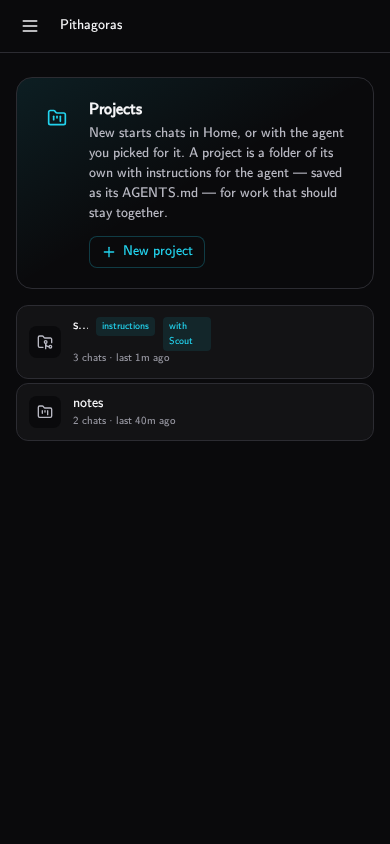 Pithagoras
Projects
New starts chats in Home, or with the agent
you picked for it. A project is a folder of its
own with instructions for the agent — saved
as its AGENTS.md — for work that should
stay together.
New project
s... instructions with
Scout
3 chats · last 1m ago
notes
2 chats · last 40m ago